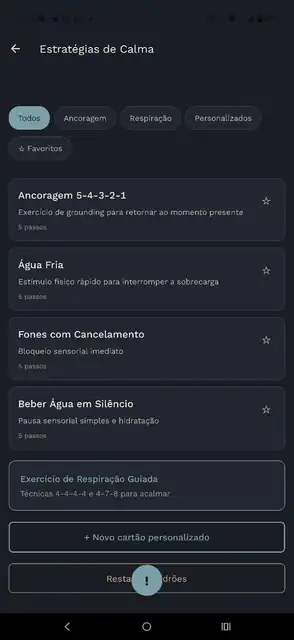 Estratégias de Calma
Todos
Ancoragem
Respiração
Personalizados
☆ Favoritos
Ancoragem 5-4-3-2-1
Exercício de grounding para retornar ao momento presente
5 passos
Água Fria
Estímulo físico rápido para interromper a sobrecarga
5 passos
Fones com Cancelamento
Bloqueio sensorial imediato
5 passos
Beber Água em Silêncio
Pausa sensorial simples e hidratação
5 passos
Exercício de Respiração Guiada
Técnicas 4-4-4-4 e 4-7-8 para acalmar
+ Novo cartão personalizado
!